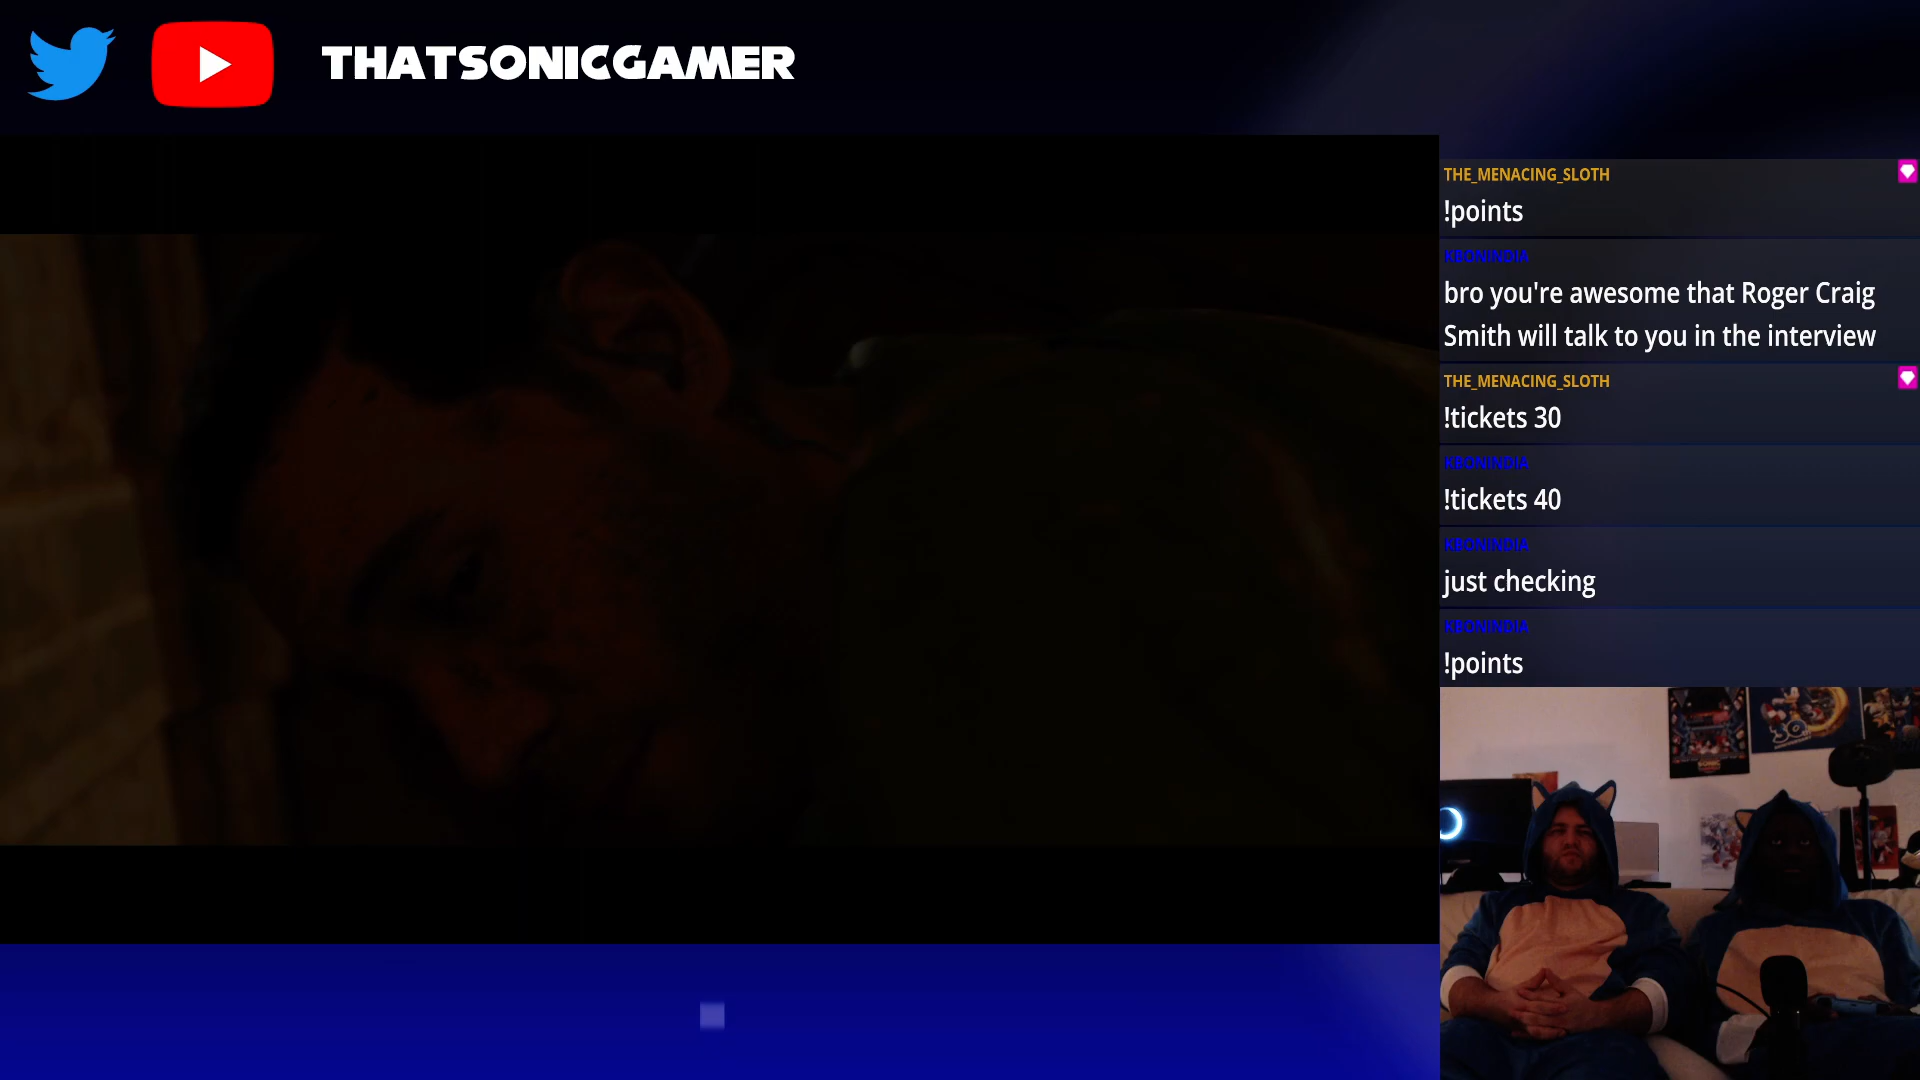 THATSONICGAMER
THE_MENACING_SLOTH
!points
KBONINDIA
bro you're awesome that Roger Craig
Smith will talk to you in the interview
THE_MENACING_SLOTH
!tickets 30
KBONINDIA
!tickets 40
KBONINDIA
just checking
KBONINDIA
!points